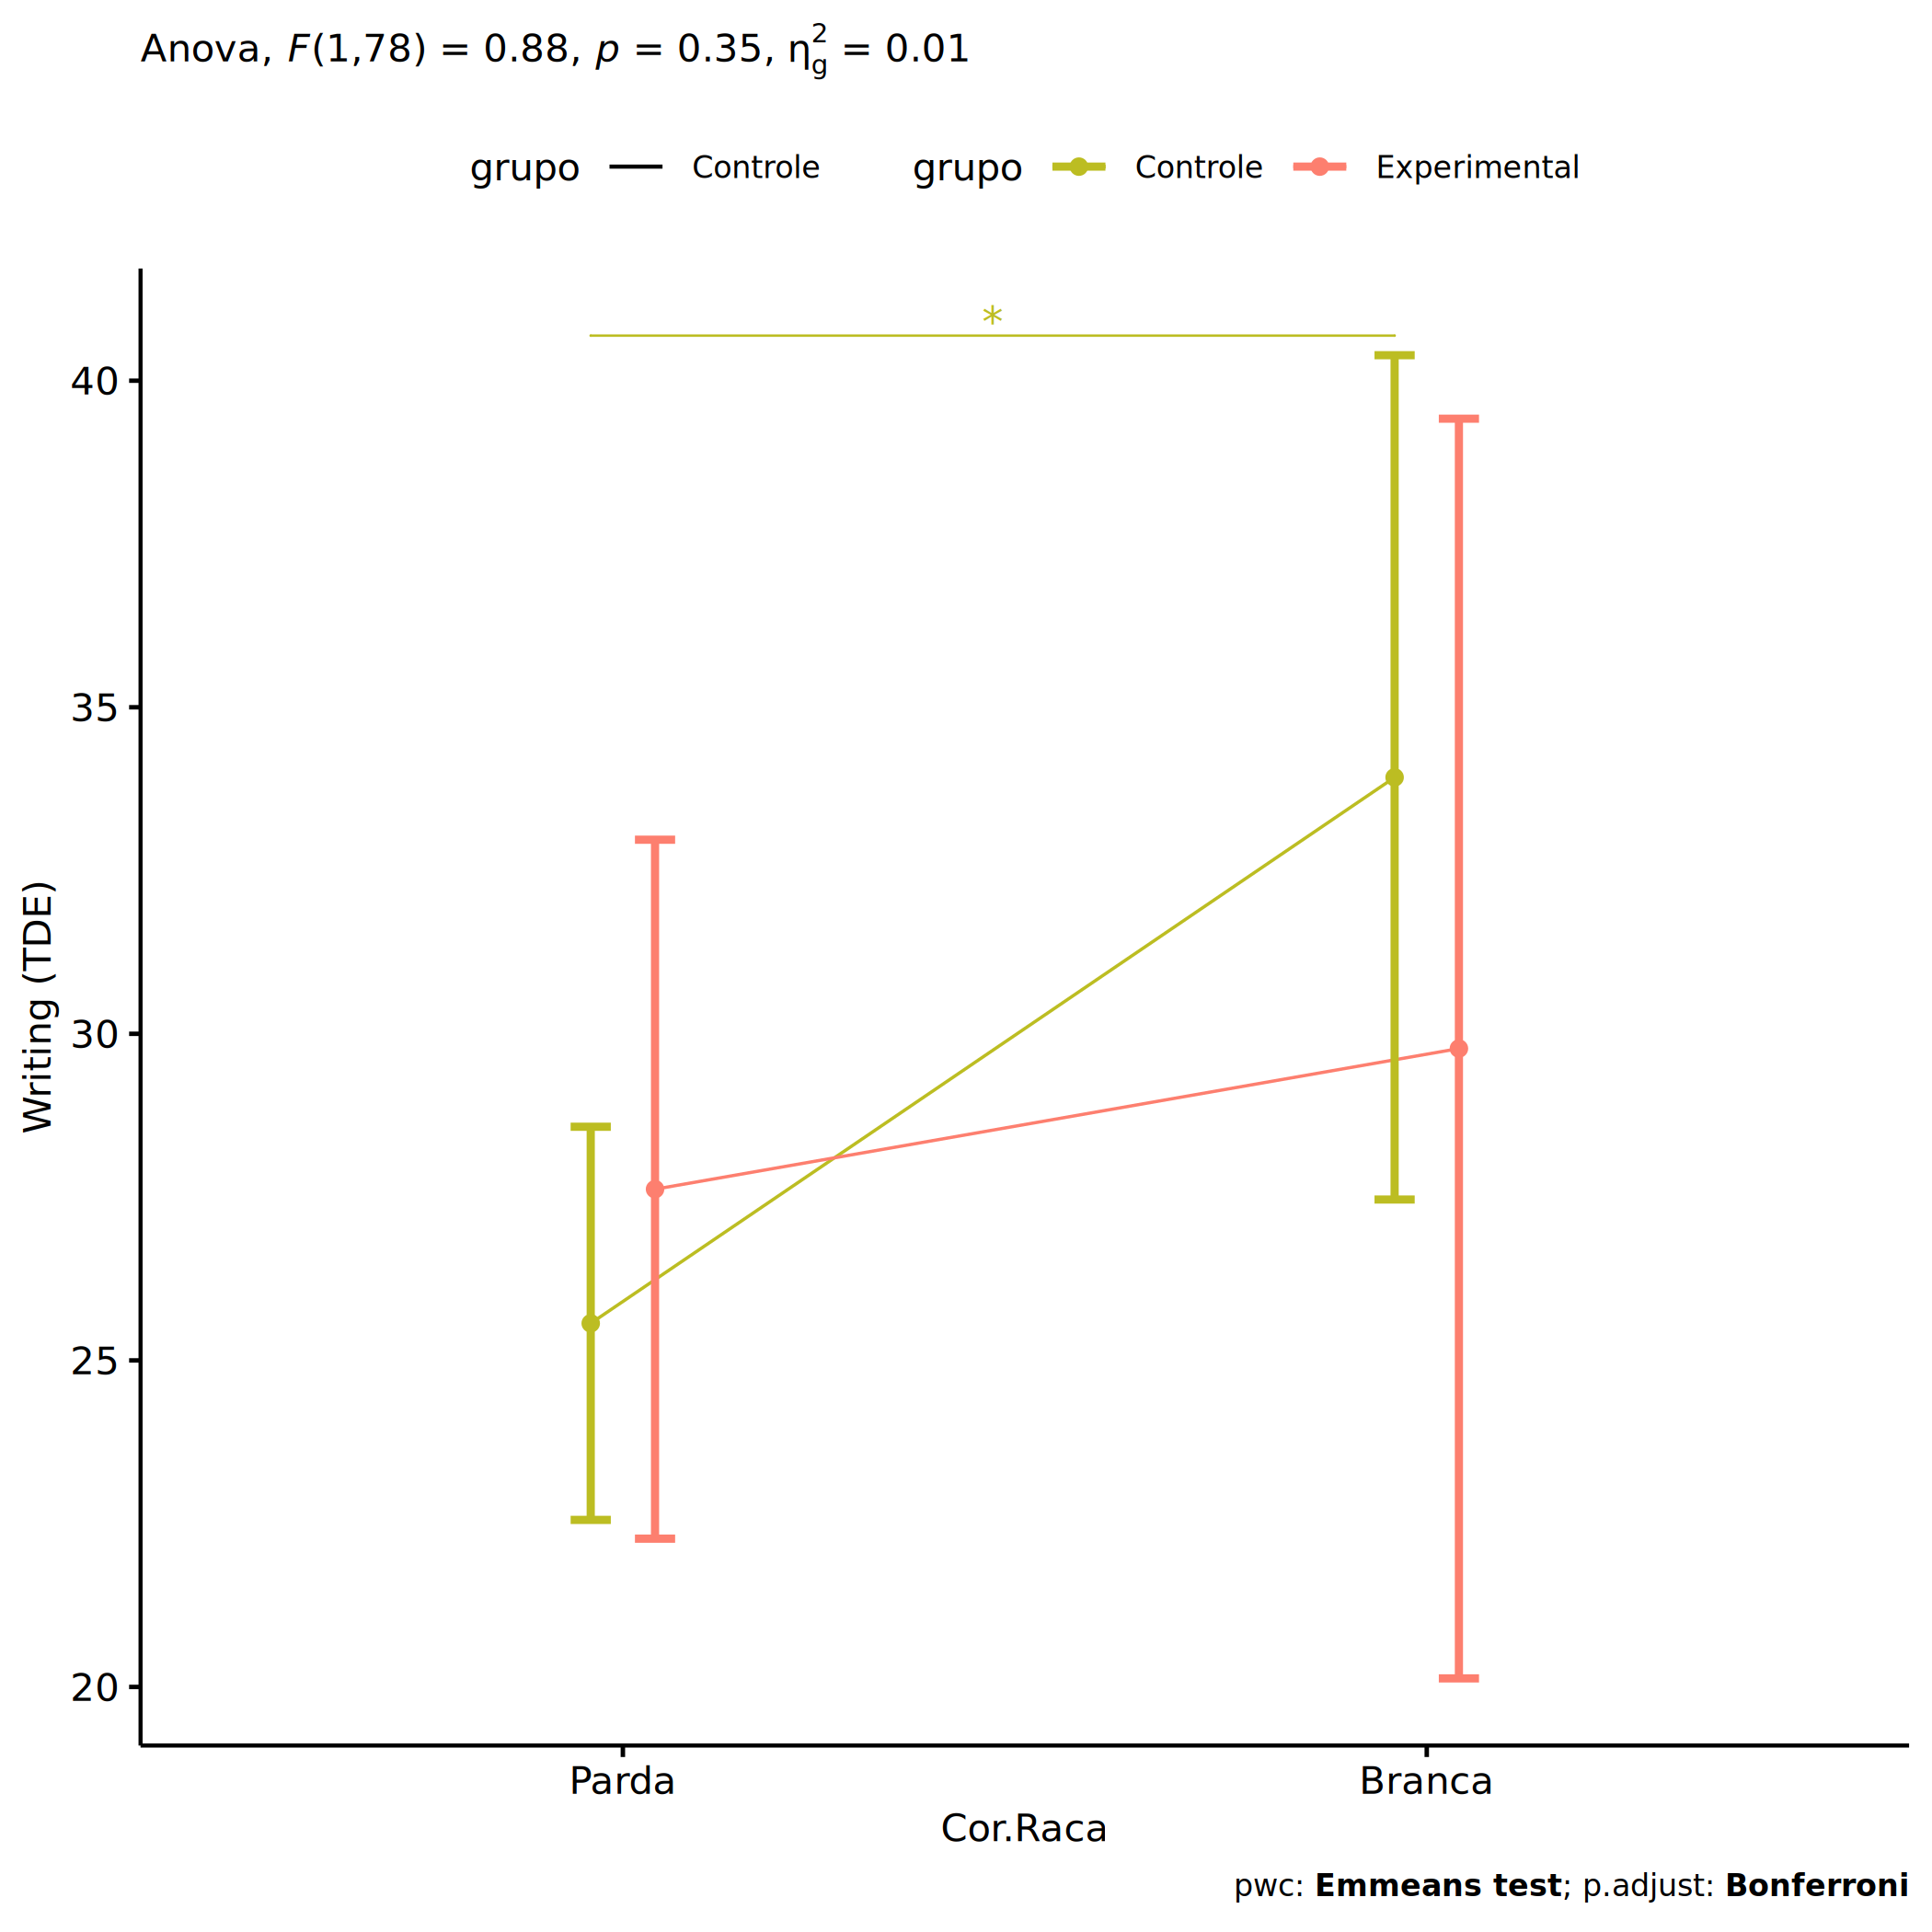 Anova, F(1,78) = 0.88, p = 0.35, η²g = 0.01
grupo Controle grupo Controle Experimental
*
40
35
30
25
20
Writing (TDE)
Parda Branca
Cor.Raca
pwc: Emmeans test; p.adjust: Bonferroni